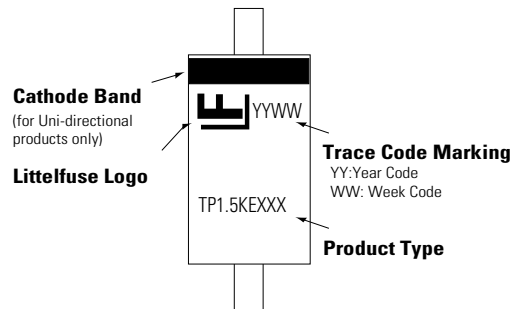 Cathode Band
(for Uni-directional
products only)
Littelfuse Logo
YYWW
Trace Code Marking
YY:Year Code
WW: Week Code
TP1.5KEXXX
Product Type